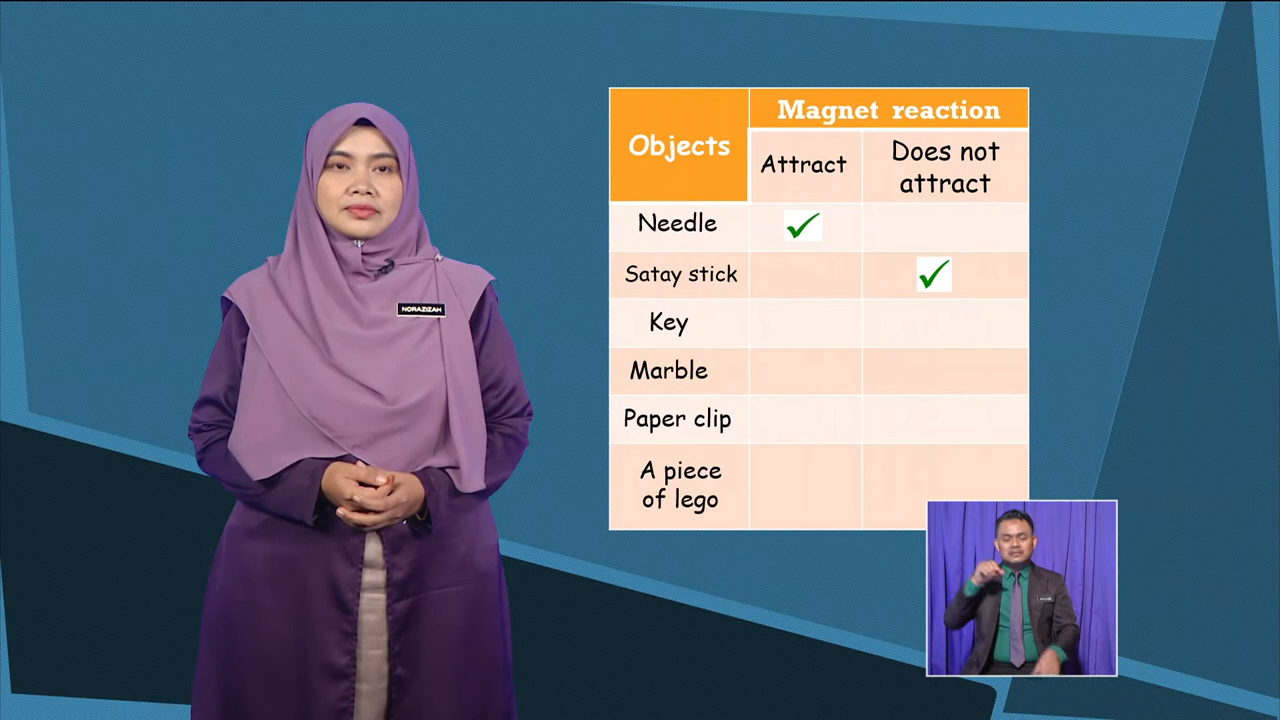 NORAZIZAH
Objects
Magnet reaction
Attract
Does not
attract
Needle
Satay stick
Key
Marble
Paper clip
A piece
of lego